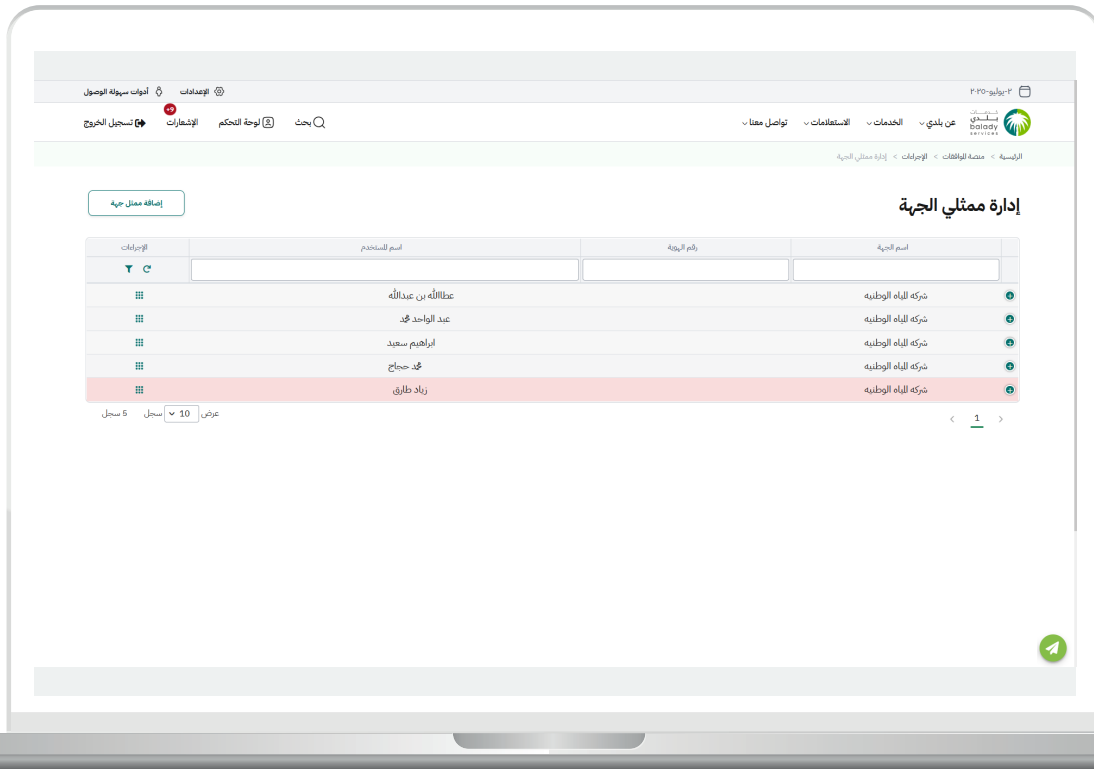 ٢-يوليو-٢٠٢٥
الإعدادات
أدوات سهولة الوصول
خدمــات
بلدي
balady
services
عن بلدي
الخدمات
الاستعلامات
تواصل معنا
بحث
لوحة التحكم
الإشعارات
+9
تسجيل الخروج
الرئيسية > منصة الموافقات > الإجراءات > إدارة ممثلي الجهة
إدارة ممثلي الجهة
إضافة ممثل جهة
اسم الجهة رقم الهوية اسم المستخدم الإجراءات
شركه المياه الوطنيه عطاالله بن عبدالله
شركه المياه الوطنيه عبد الواحد محمد
شركه المياه الوطنيه ابراهيم سعيد
شركه المياه الوطنيه محمد حجاج
شركه المياه الوطنيه زياد طارق
1
عرض 10 سجل 5 سجل